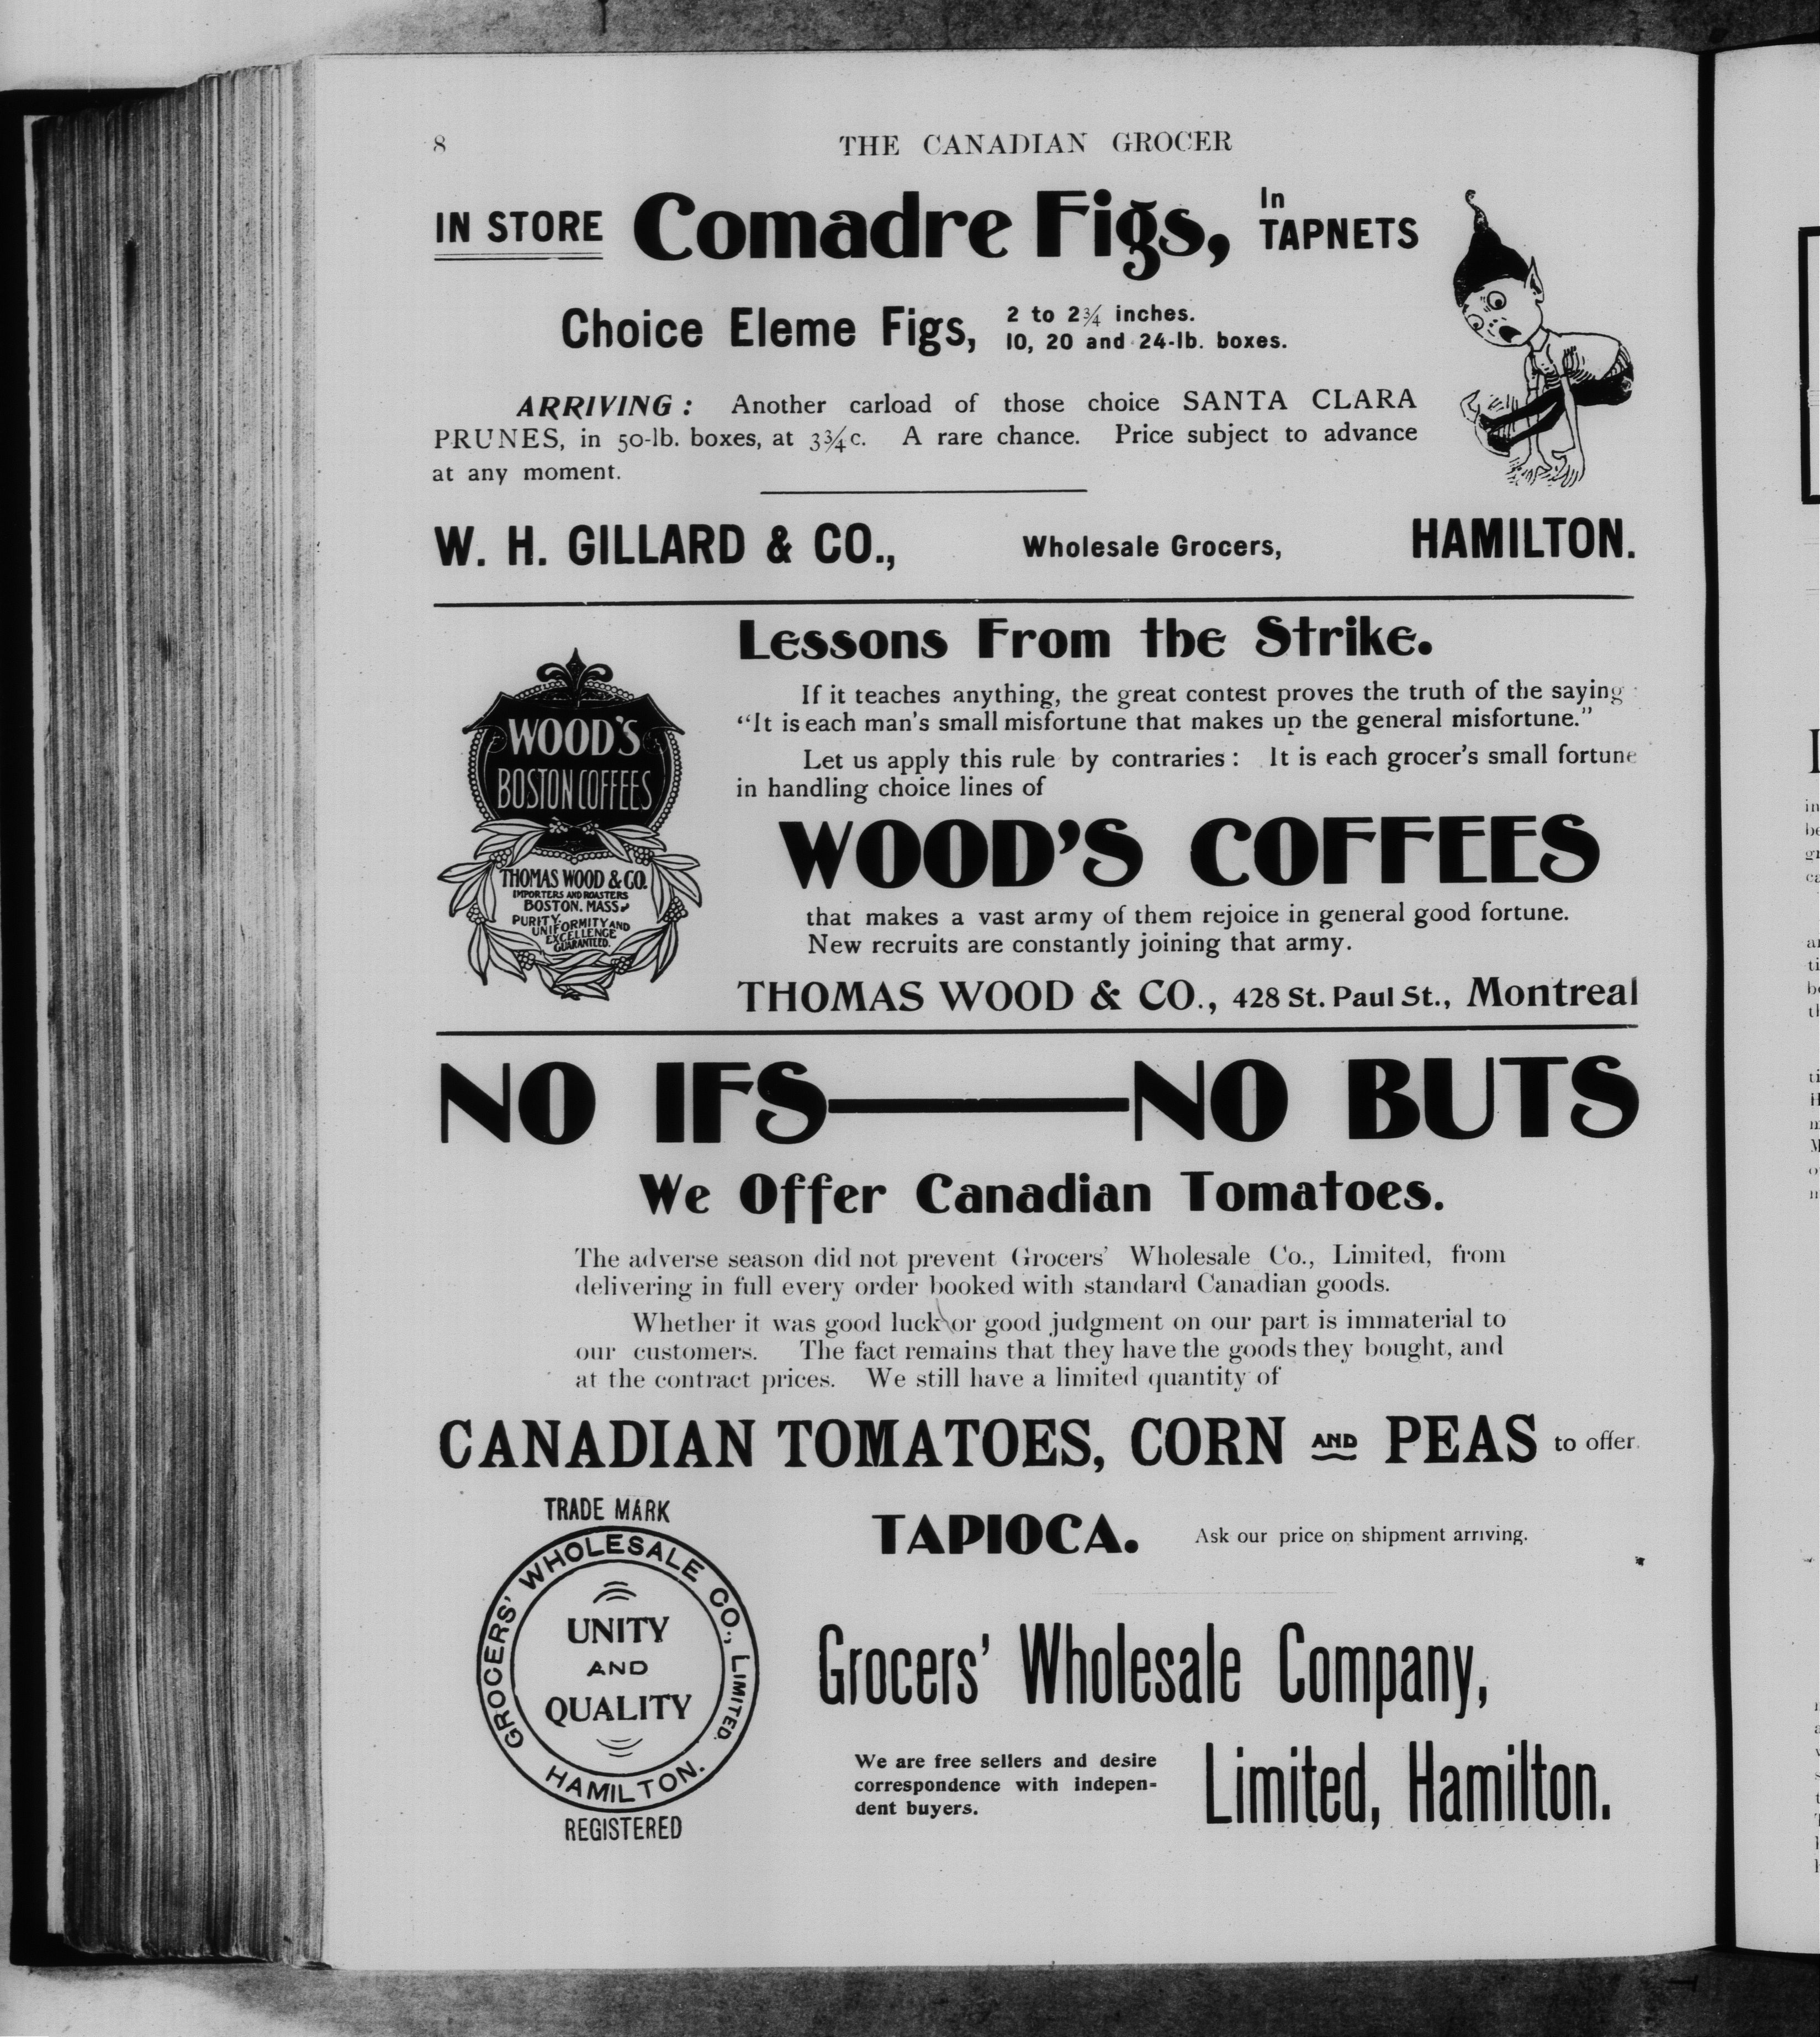 8
THE CANADIAN GROCER
IN STORE Comadre Figs, In TAPNETS
Choice Eleme Figs, 2 to 2¾ inches.
10, 20 and 24-lb. boxes.
ARRIVING: Another carload of those choice SANTA CLARA
PRUNES, in 50-lb. boxes, at 3¾c. A rare chance. Price subject to advance
at any moment.
W. H. GILLARD & CO., Wholesale Grocers, HAMILTON.
Lessons From the Strike.
If it teaches anything, the great contest proves the truth of the saying:
“It is each man's small misfortune that makes up the general misfortune.”
Let us apply this rule by contraries: It is each grocer's small fortune
in handling choice lines of
WOOD'S COFFEES
that makes a vast army of them rejoice in general good fortune.
New recruits are constantly joining that army.
THOMAS WOOD & CO., 428 St. Paul St., Montreal
WOOD'S
BOSTON COFFEES
THOMAS WOOD & CO.
IMPORTERS AND ROASTERS
BOSTON, MASS.
PURITY
UNIFORMITY AND
EXCELLENCE
GUARANTEED.
NO IFS—NO BUTS
We Offer Canadian Tomatoes.
The adverse season did not prevent Grocers' Wholesale Co., Limited, from
delivering in full every order booked with standard Canadian goods.
Whether it was good luck or good judgment on our part is immaterial to
our customers. The fact remains that they have the goods they bought, and
at the contract prices. We still have a limited quantity of
CANADIAN TOMATOES, CORN AND PEAS to offer.
TRADE MARK
GROCERS' WHOLESALE CO., LIMITED.
UNITY
AND
QUALITY
HAMILTON.
REGISTERED
TAPIOCA. Ask our price on shipment arriving.
Grocers' Wholesale Company,
We are free sellers and desire
correspondence with indepen-
dent buyers.
Limited, Hamilton.